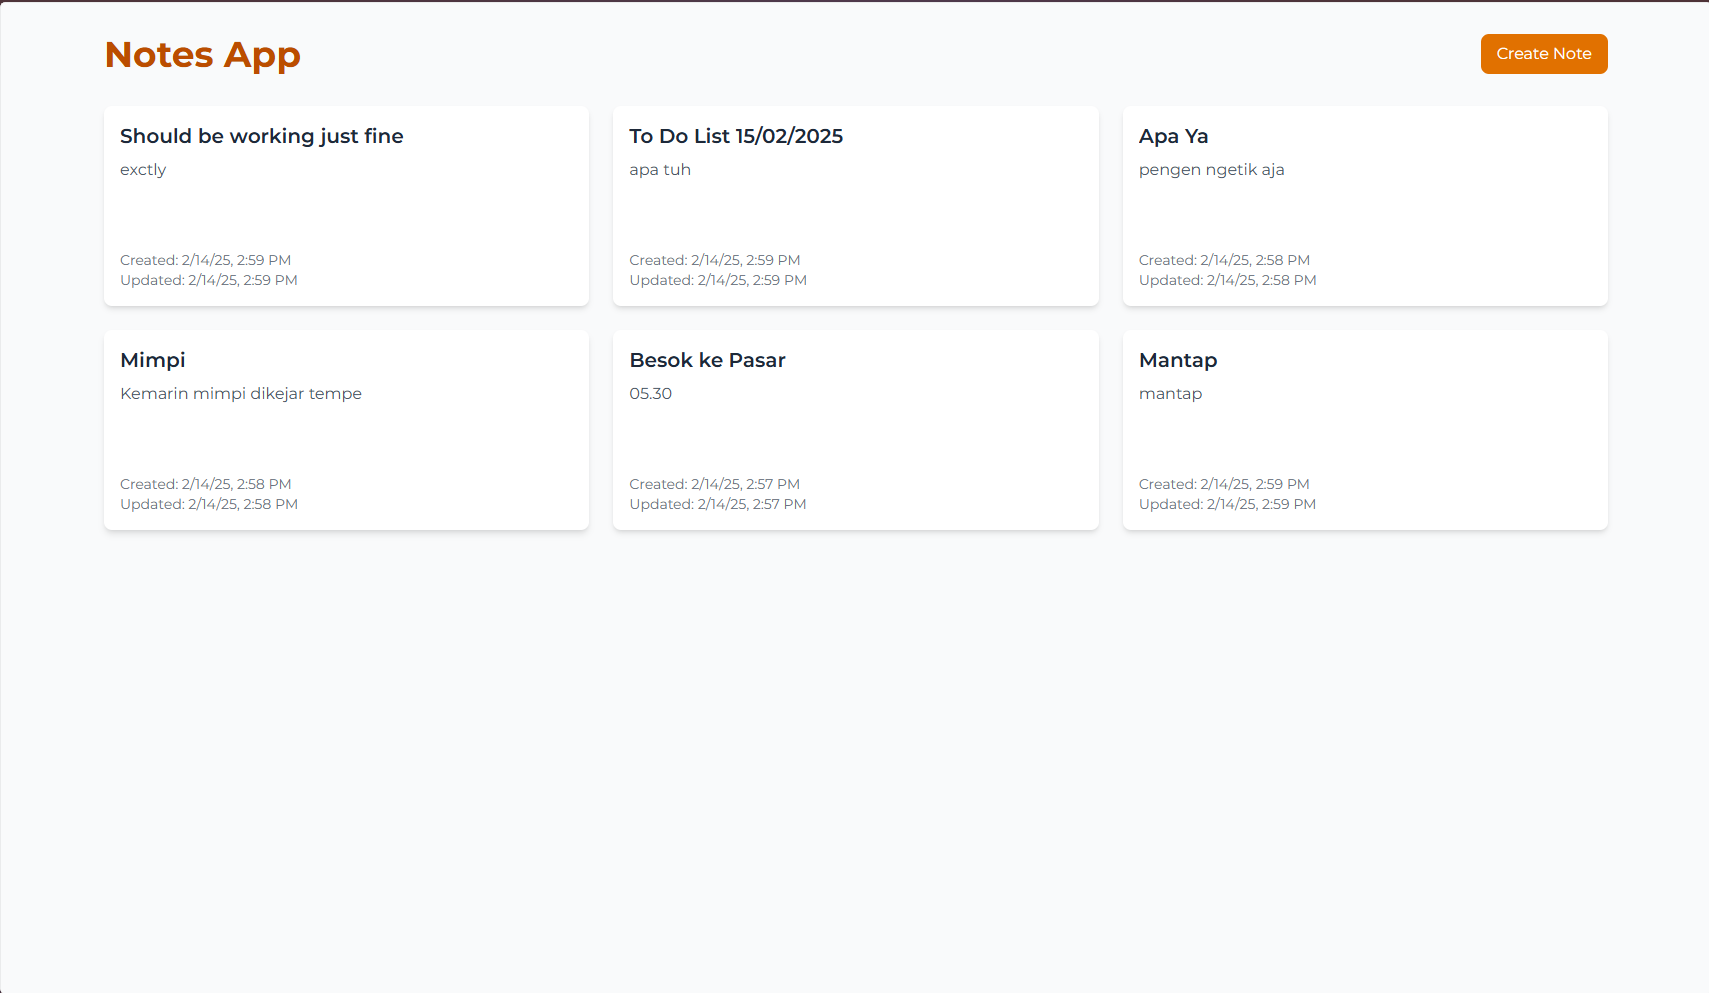 Notes App
Create Note
Should be working just fine
exctly
Created: 2/14/25, 2:59 PM
Updated: 2/14/25, 2:59 PM
To Do List 15/02/2025
apa tuh
Created: 2/14/25, 2:59 PM
Updated: 2/14/25, 2:59 PM
Apa Ya
pengen ngetik aja
Created: 2/14/25, 2:58 PM
Updated: 2/14/25, 2:58 PM
Mimpi
Kemarin mimpi dikejar tempe
Created: 2/14/25, 2:58 PM
Updated: 2/14/25, 2:58 PM
Besok ke Pasar
05.30
Created: 2/14/25, 2:57 PM
Updated: 2/14/25, 2:57 PM
Mantap
mantap
Created: 2/14/25, 2:59 PM
Updated: 2/14/25, 2:59 PM